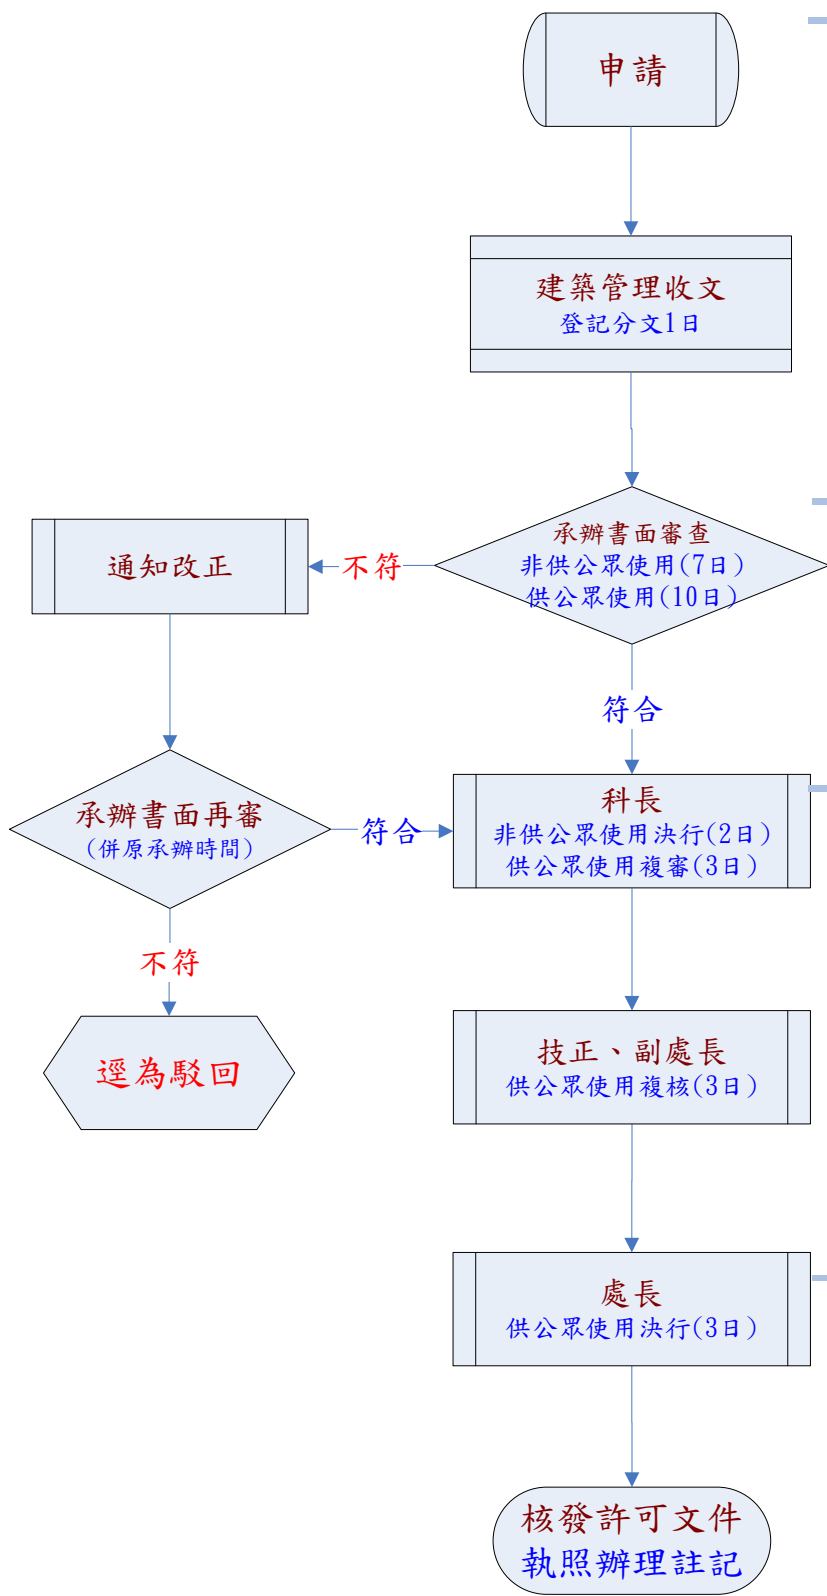 申請
建築管理收文
登記分文1日
承辦書面審查
非供公眾使用(7日)
供公眾使用(10日)
不符
通知改正
符合
承辦書面再審
(併原承辦時間)
符合
科長
非供公眾使用決行(2日)
供公眾使用複審(3日)
不符
逕為駁回
技正、副處長
供公眾使用複核(3日)
處長
供公眾使用決行(3日)
核發許可文件
執照辦理註記